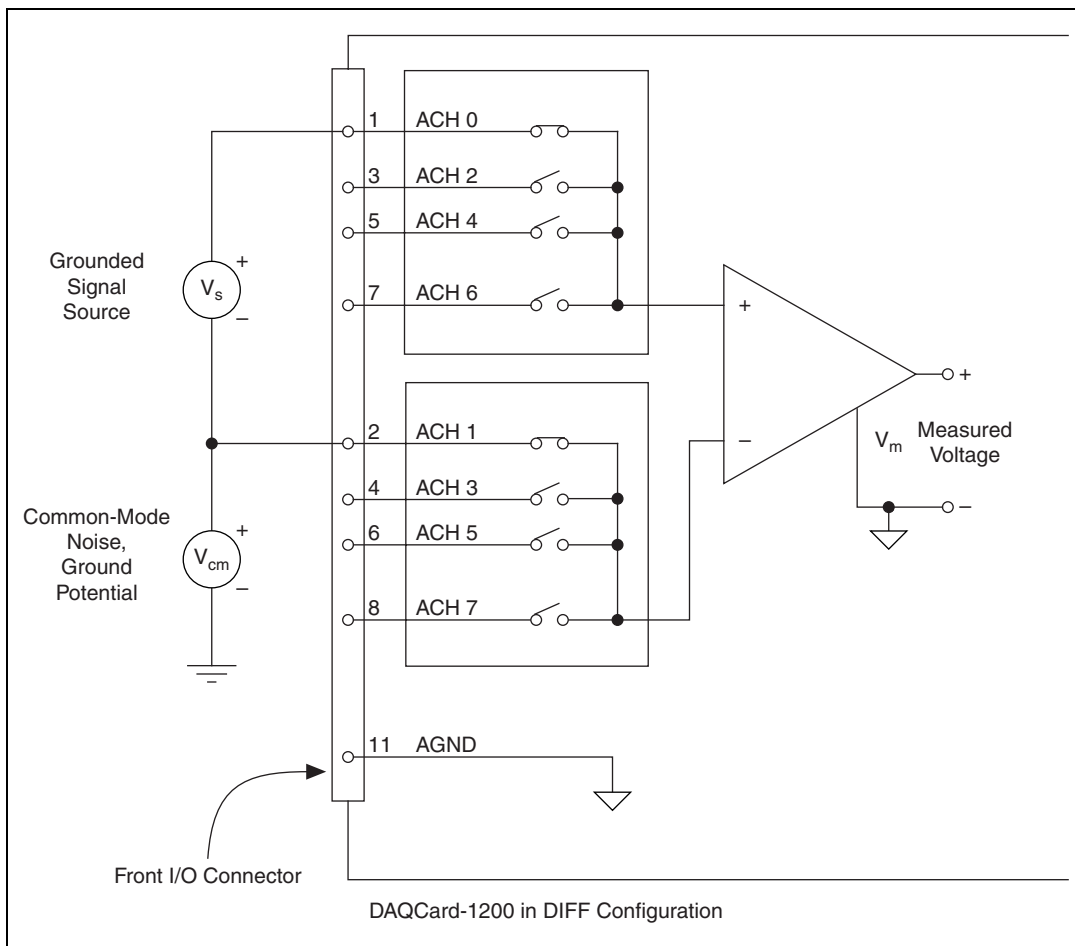 1 ACH 0
3 ACH 2
5 ACH 4
7 ACH 6
Grounded
Signal
Source
+
Vs
–
+
–
+
Vm
Measured
Voltage
–
2 ACH 1
4 ACH 3
6 ACH 5
8 ACH 7
Common-Mode
Noise,
Ground
Potential
+
Vcm
–
11 AGND
Front I/O Connector
DAQCard-1200 in DIFF Configuration